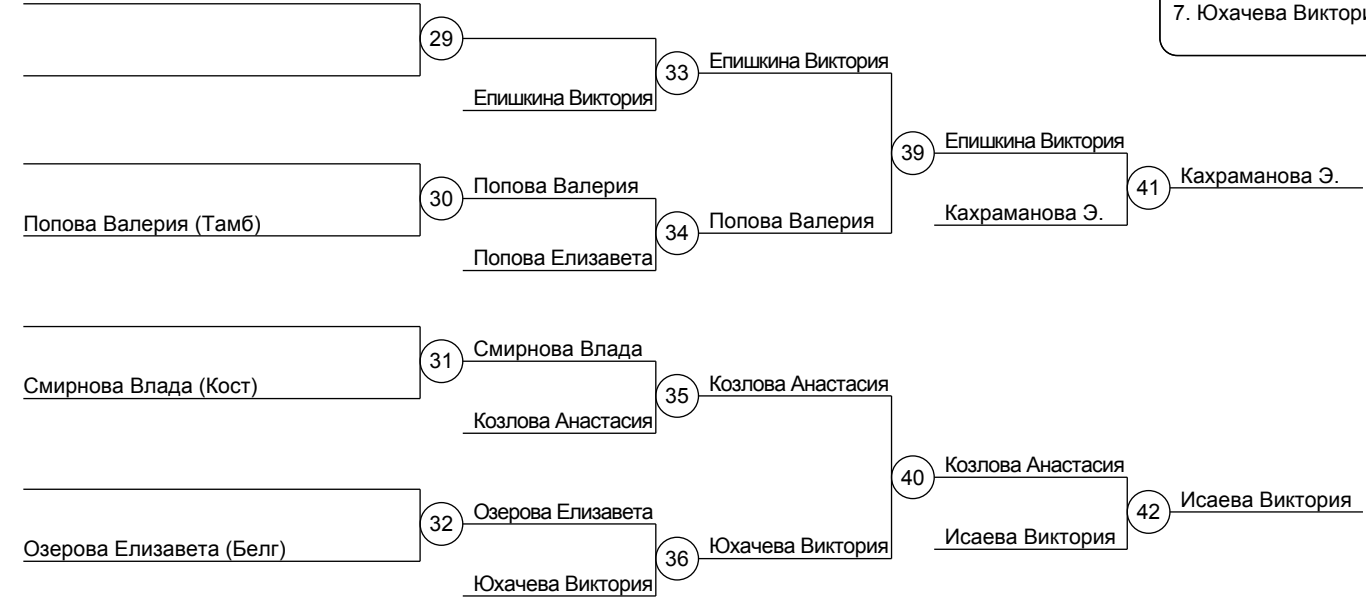 7. Юхачева
29
Епишкина Виктория
33
Епишкина Виктория
Попова Валерия (Тамб)
30
Попова Валерия
Попова Елизавета
34
Попова Валерия
39
Епишкина Виктория
Кахраманова Э.
41
Кахраманова Э.
Смирнова Влада (Кост)
31
Смирнова Влада
Козлова Анастасия
35
Козлова Анастасия
Озерова Елизавета (Белг)
32
Озерова Елизавета
Юхачева Виктория
36
Юхачева Виктория
40
Козлова Анастасия
Исаева Виктория
42
Исаева Виктория